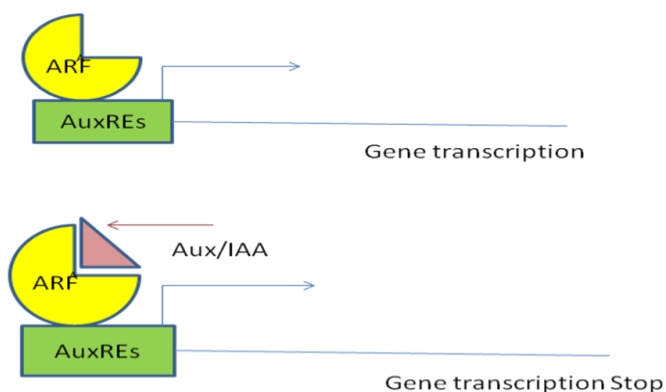 ARF
AuxREs
Gene transcription
Aux/IAA
ARF
AuxREs
Gene transcription Stop